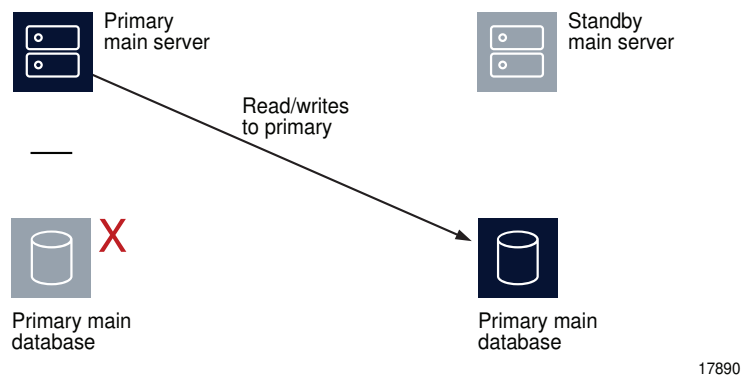 Primary
main server
Standby
main server
Read/writes
to primary
X
Primary main
database
Primary main
database
17890